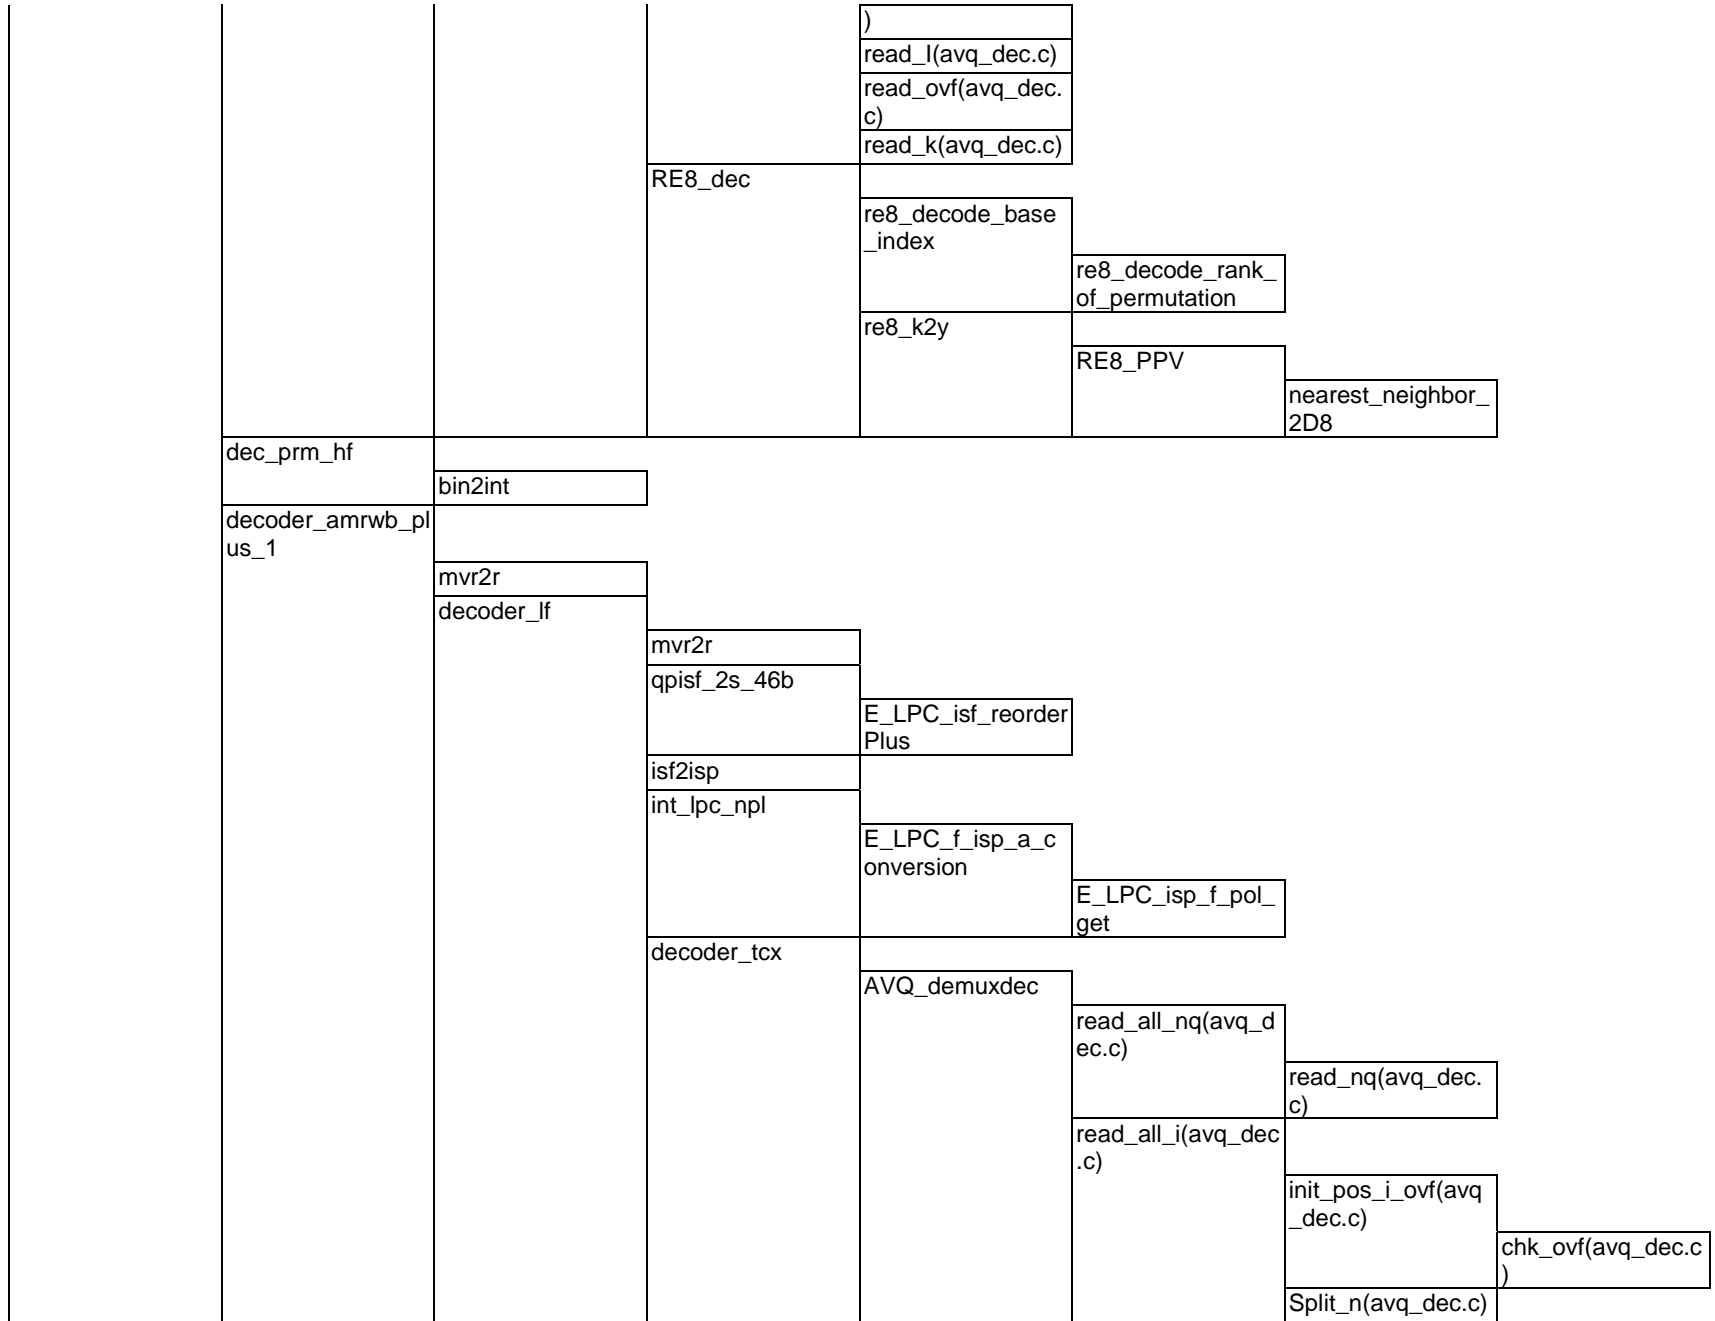 )
read_I(avq_dec.c)
read_ovf(avq_dec.
c)
read_k(avq_dec.c)
RE8_dec
re8_decode_base
_index
re8_decode_rank_
of_permutation
re8_k2y
RE8_PPV
nearest_neighbor_
2D8
dec_prm_hf
bin2int
decoder_amrwb_pl
us_1
mvr2r
decoder_lf
mvr2r
qpisf_2s_46b
E_LPC_isf_reorder
Plus
isf2isp
int_lpc_npl
E_LPC_f_isp_a_c
onversion
E_LPC_isp_f_pol_
get
decoder_tcx
AVQ_demuxdec
read_all_nq(avq_d
ec.c)
read_nq(avq_dec.
c)
read_all_i(avq_dec
.c)
init_pos_i_ovf(avq
_dec.c)
chk_ovf(avq_dec.c
)
Split_n(avq_dec.c)